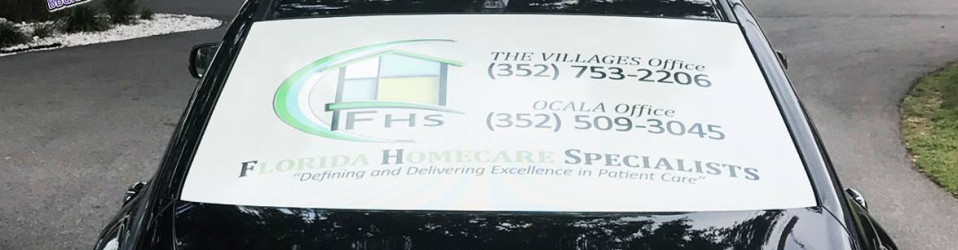 THE VILLAGES Office
(352) 753-2206
OCALA Office
(352) 509-3045
FHS
FLORIDA HOMECARE SPECIALISTS
"Defining and Delivering Excellence in Patient Care"